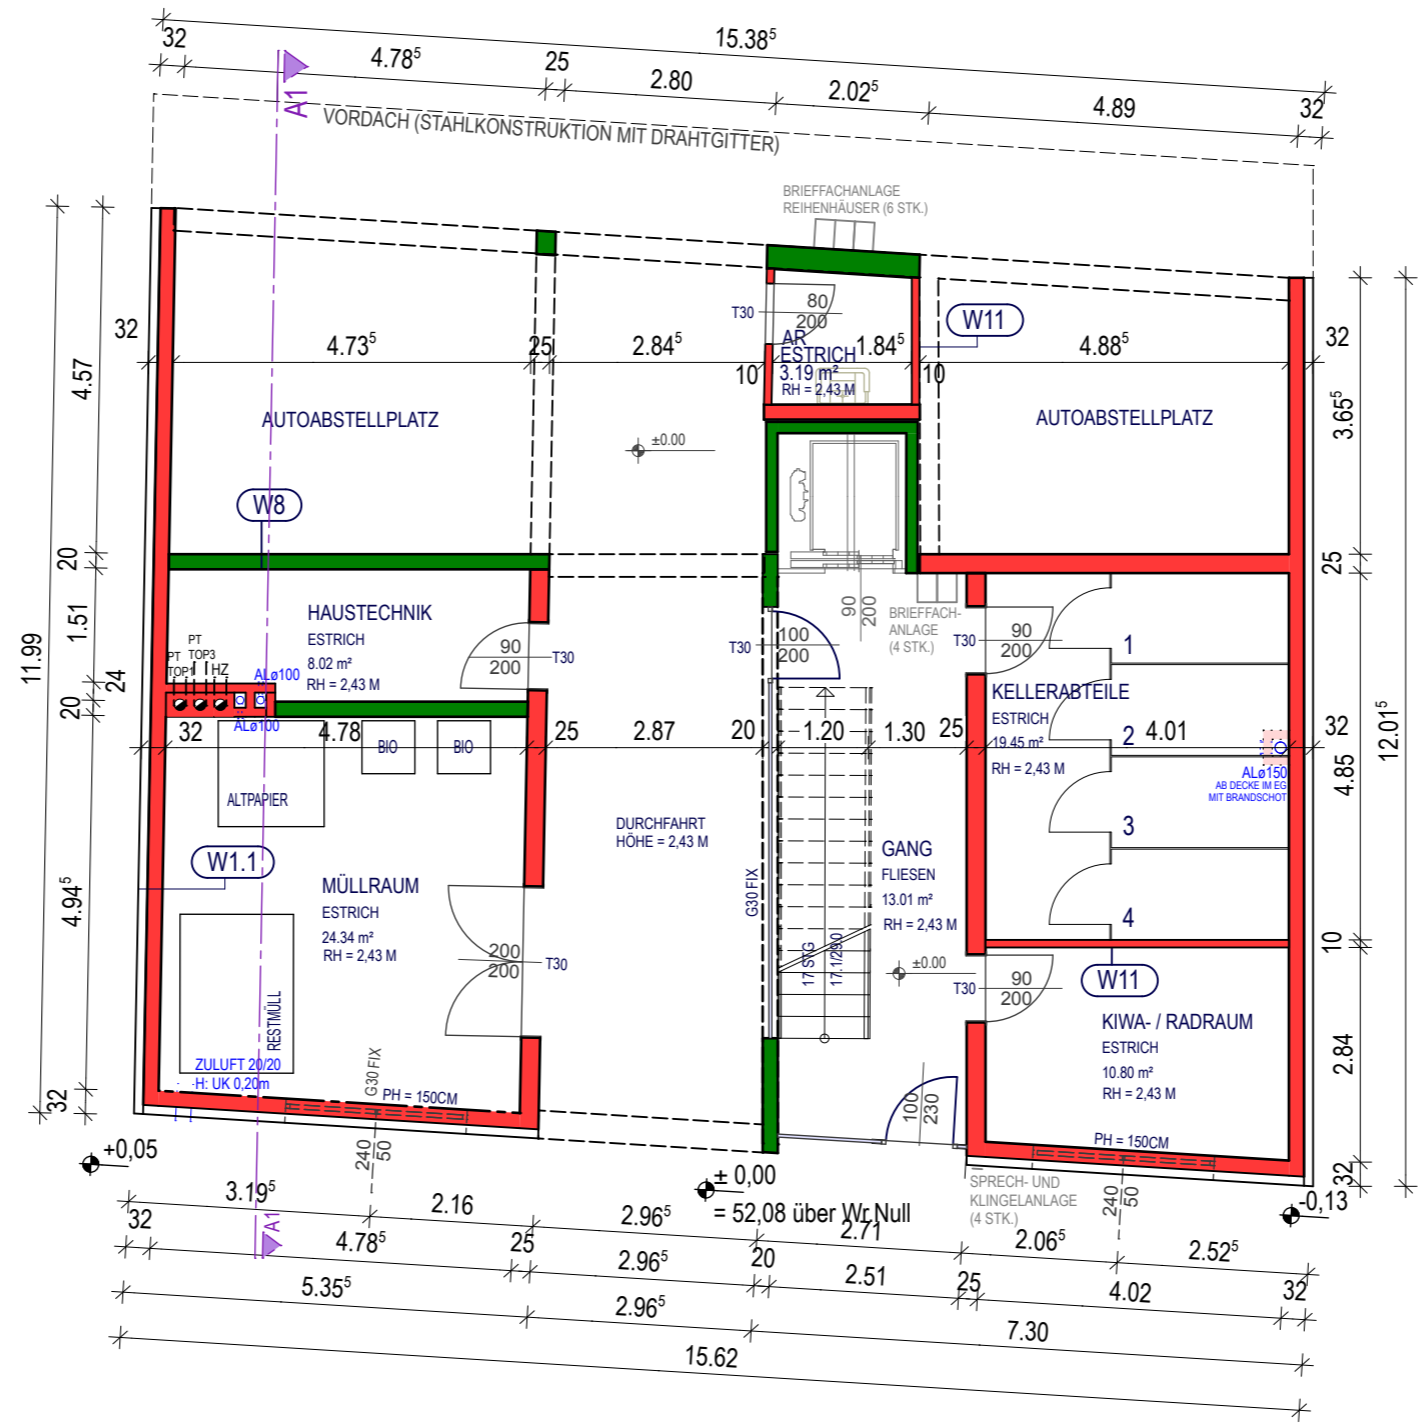 15.38⁵
32
4.78⁵
25
2.80
2.02⁵
4.89
32
A1
VORDACH (STAHLKONSTRUKTION MIT DRAHTGITTER)
BRIEFFACHANLAGE
REIHENHÄUSER (6 STK.)
T30
80
200
W11
32
4.73⁵
25
2.84⁵
10
AR
ESTRICH
3.19 m²
RH = 2,43 M
1.84⁵
10
4.88⁵
32
AUTOABSTELLPLATZ
±0.00
AUTOABSTELLPLATZ
4.57
20
1.51
24
20
4.94⁵
32
11.99
3.65⁵
25
4.85
10
2.84
32
12.01⁵
W8
HAUSTECHNIK
ESTRICH
8.02 m²
RH = 2,43 M
PT
TOP1
PT
TOP3
HZ
ALø100
ALø100
90
200
T30
T30
100
200
90
200
BRIEFFACH-
ANLAGE
(4 STK.)
T30
90
200
1
KELLERABTEILE
ESTRICH
19.45 m²
RH = 2,43 M
2
3
4
32
4.78
25
2.87
20
1.20
1.30
25
4.01
32
ALø150
AB DECKE IM EG
MIT BRANDSCHOT
BIO
BIO
ALTPAPIER
W1.1
MÜLLRAUM
ESTRICH
24.34 m²
RH = 2,43 M
RESTMÜLL
200
200
T30
DURCHFAHRT
HÖHE = 2,43 M
G30 FIX
17 STG
17.1/29.0
GANG
FLIESEN
13.01 m²
RH = 2,43 M
±0.00
T30
90
200
W11
KIWA- / RADRAUM
ESTRICH
10.80 m²
RH = 2,43 M
ZULUFT 20/20
H: UK 0,20m
G30 FIX
PH = 150CM
240
50
100
230
PH = 150CM
240
50
SPRECH- UND
KLINGELANLAGE
(4 STK.)
+0,05
± 0,00
= 52,08 über Wr.Null
-0,13
3.19⁵
2.16
2.96⁵
2.71
2.06⁵
2.52⁵
A1
32
4.78⁵
25
2.96⁵
20
2.51
25
4.02
32
5.35⁵
2.96⁵
7.30
15.62